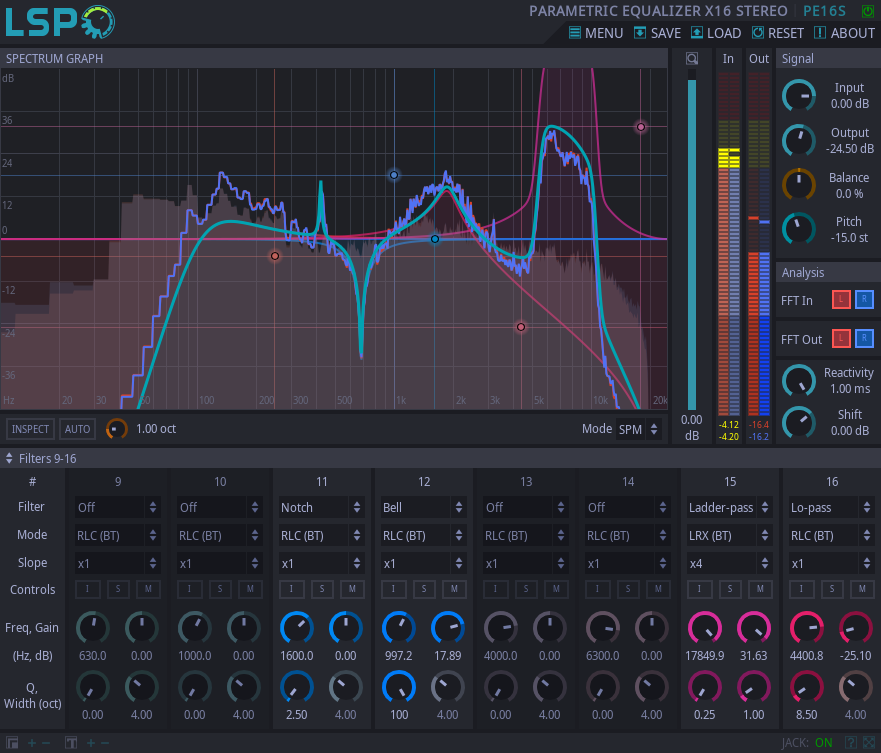 LSP
PARAMETRIC EQUALIZER X16 STEREO PE16S
MENU SAVE LOAD RESET ABOUT
SPECTRUM GRAPH
In Out
Signal
dB
36
24
12
0
-12
-24
-36
Hz 20 30 50 100 200 300 500 1k 2k 3k 5k 10k 20k
0.00
dB
-4.12 -16.4
-4.20 -16.2
Input
0.00 dB
Output
-24.50 dB
Balance
0.0 %
Pitch
-15.0 st
Analysis
FFT In L R
FFT Out L R
Reactivity
1.00 ms
Shift
0.00 dB
INSPECT AUTO 1.00 oct Mode SPM
Filters 9-16
# 9 10 11 12 13 14 15 16
Filter Off Off Notch Bell Off Off Ladder-pass Lo-pass
Mode RLC (BT) RLC (BT) RLC (BT) RLC (BT) RLC (BT) RLC (BT) LRX (BT) RLC (BT)
Slope x1 x1 x1 x1 x1 x1 x4 x1
Controls I S M I S M I S M I S M I S M I S M I S M I S M
Freq, Gain
(Hz, dB) 630.0 0.00 1000.0 0.00 1600.0 0.00 997.2 17.89 4000.0 0.00 6300.0 0.00 17849.9 31.63 4400.8 -25.10
Q,
Width (oct)
0.00 4.00 0.00 4.00 2.50 4.00 100 4.00 0.00 4.00 0.00 4.00 0.25 1.00 8.50 4.00
T JACK: ON ?